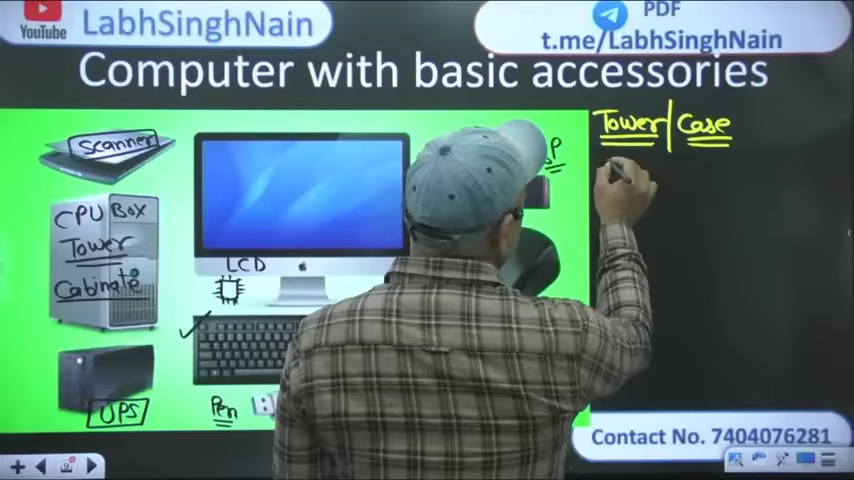 YouTube
LabhSinghNain
PDF
t.me/LabhSinghNain
Computer with basic accessories
Scanner
CPU Box
Tower
Cabinate
UPS
LCD
Pen
P
Tower/Case
Contact No. 7404076281